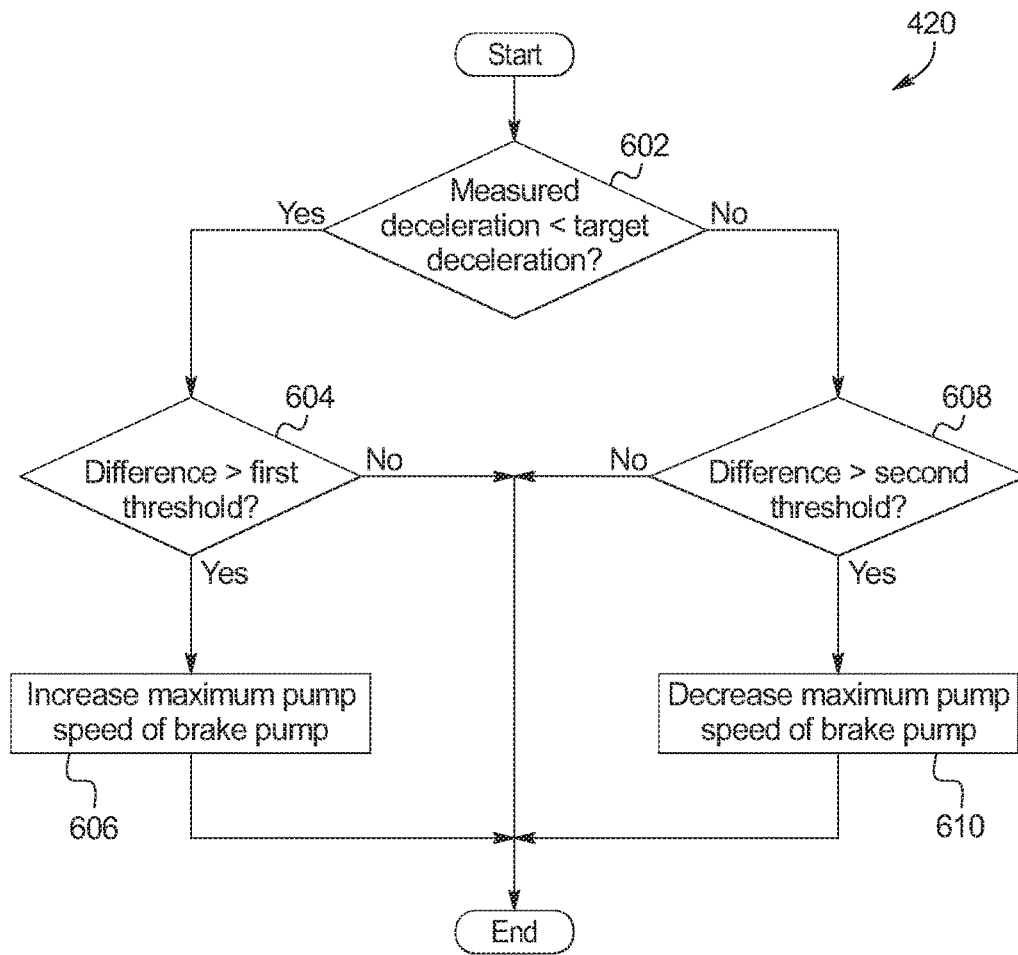 420
Start
602
Measured
deceleration < target
deceleration?
Yes
No
604
Difference > first
threshold?
No
Yes
608
Difference > second
threshold?
No
Yes
Increase maximum pump
speed of brake pump
606
Decrease maximum pump
speed of brake pump
610
End